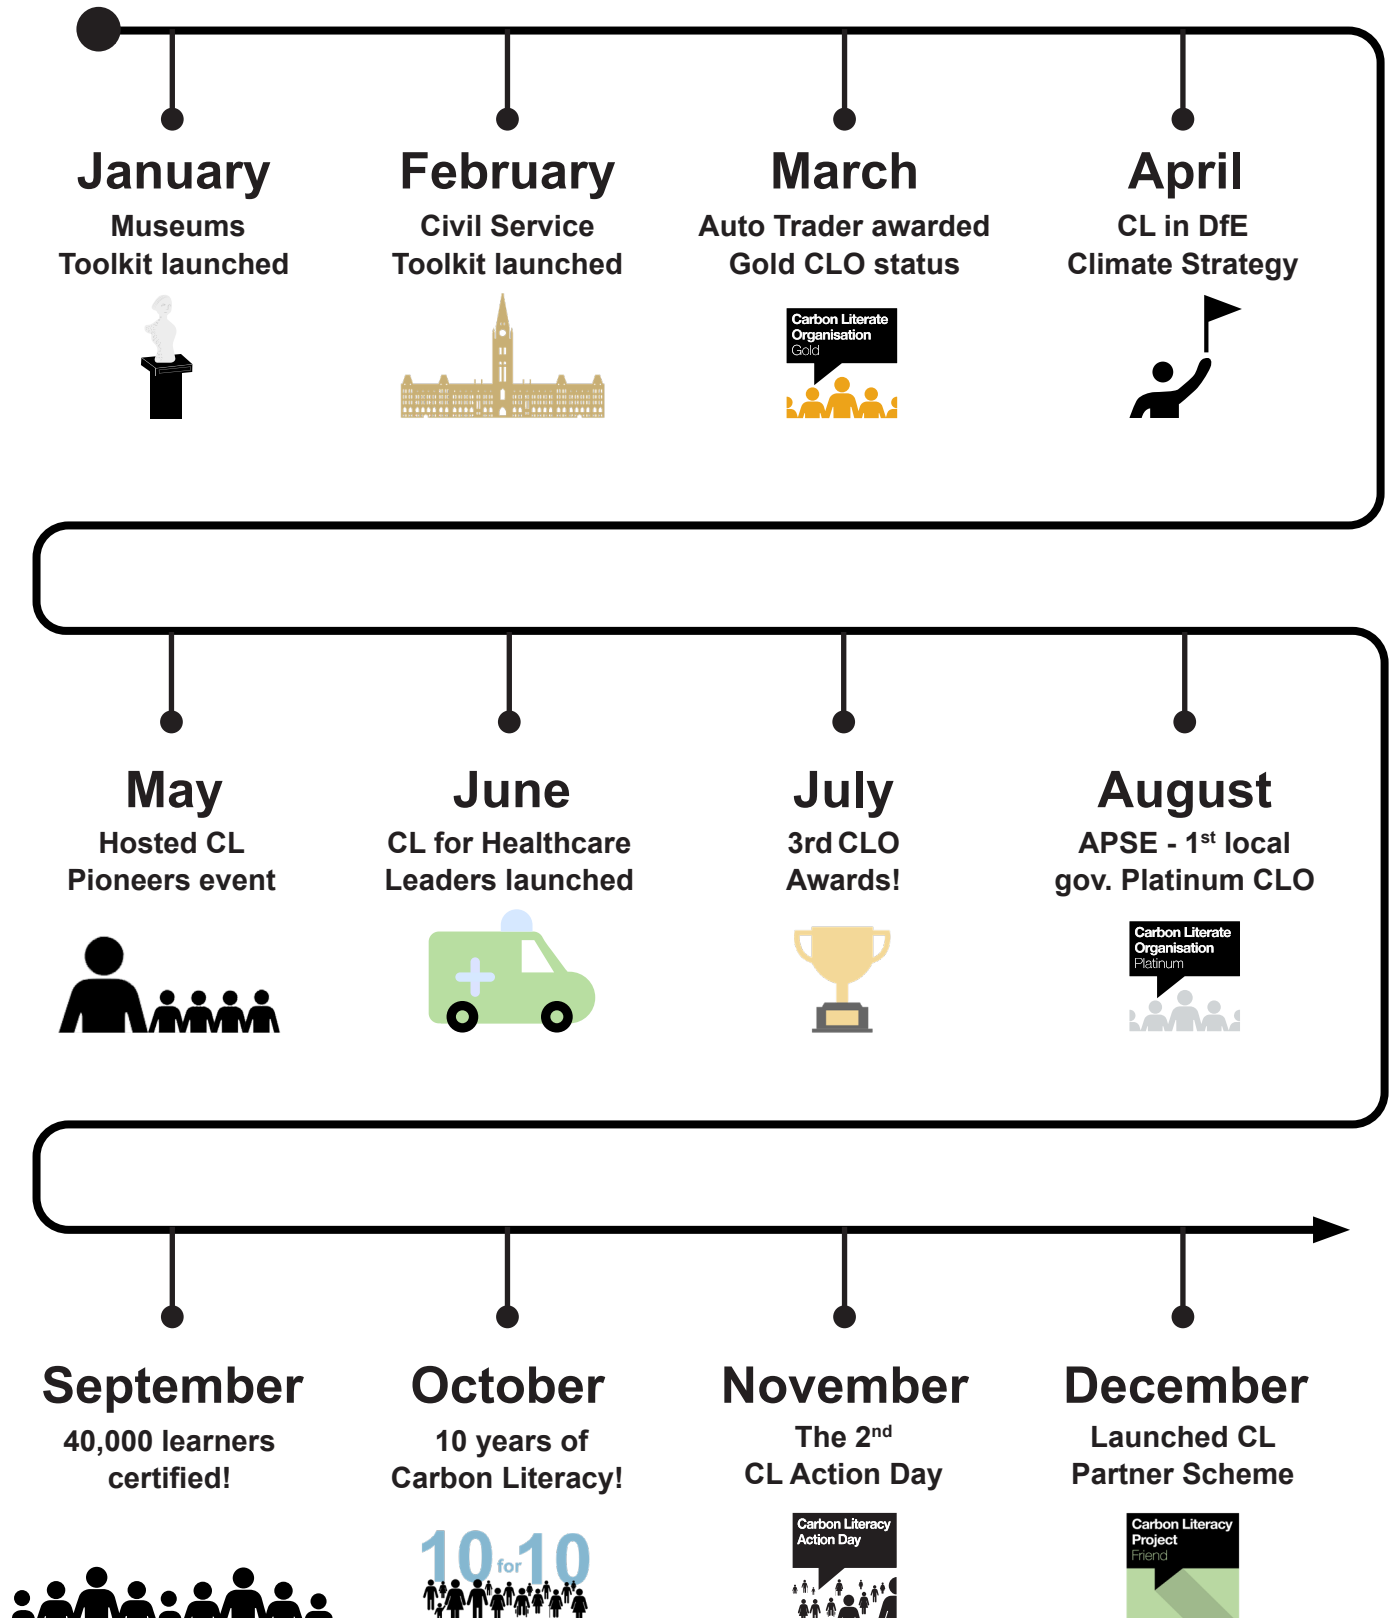 January
Museums
Toolkit launched
February
Civil Service
Toolkit launched
March
Auto Trader awarded
Gold CLO status
Carbon Literate
Organisation
Gold
April
CL in DfE
Climate Strategy
May
Hosted CL
Pioneers event
June
CL for Healthcare
Leaders launched
July
3rd CLO
Awards!
August
APSE - 1st local
gov. Platinum CLO
Carbon Literate
Organisation
Platinum
September
40,000 learners
certified!
October
10 years of
Carbon Literacy!
10 for 10
November
The 2nd
CL Action Day
Carbon Literacy
Action Day
December
Launched CL
Partner Scheme
Carbon Literacy
Project
Friend